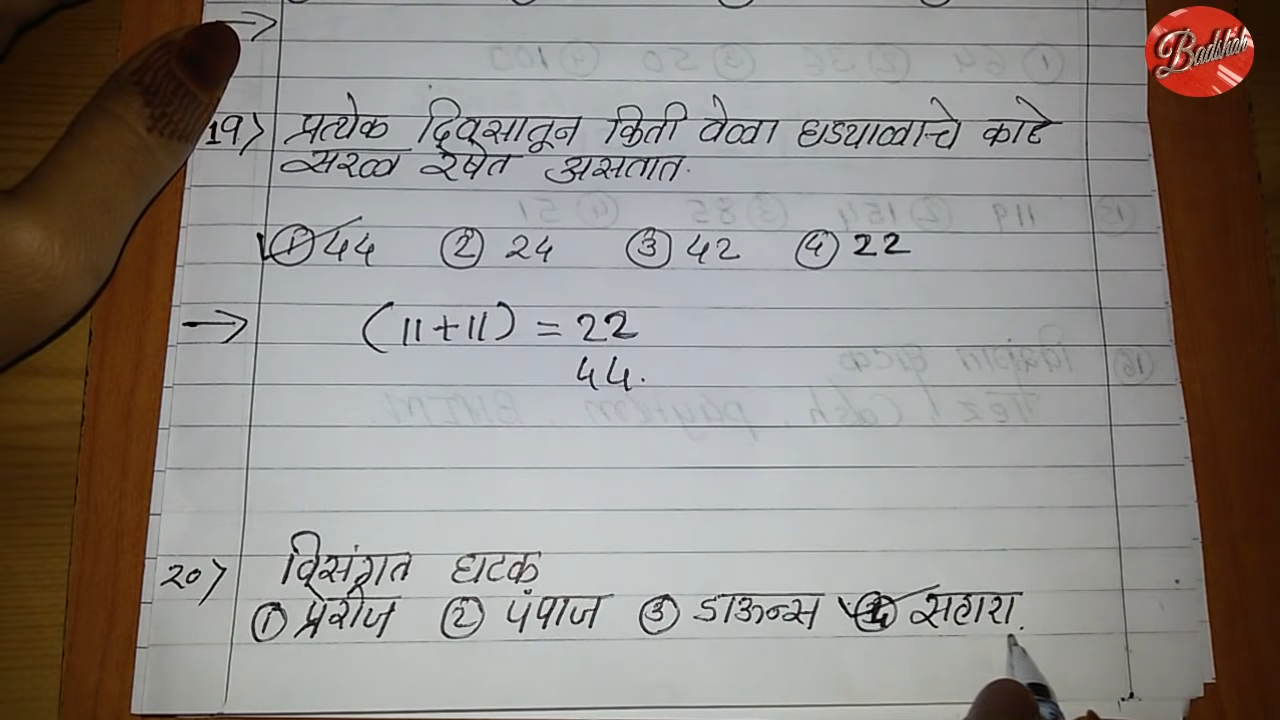 Badshah
19> प्रत्येक दिवसातून किती वेळा घड्याळाचे काटे
सरळ रेषेत असतात.
① 44 ② 24 ③ 42 ④ 22
→ (11+11) = 22
44.
20> विसंगत घटक
① प्रेरीज ② पंपाज ③ डाऊन्स ④ सहारा.